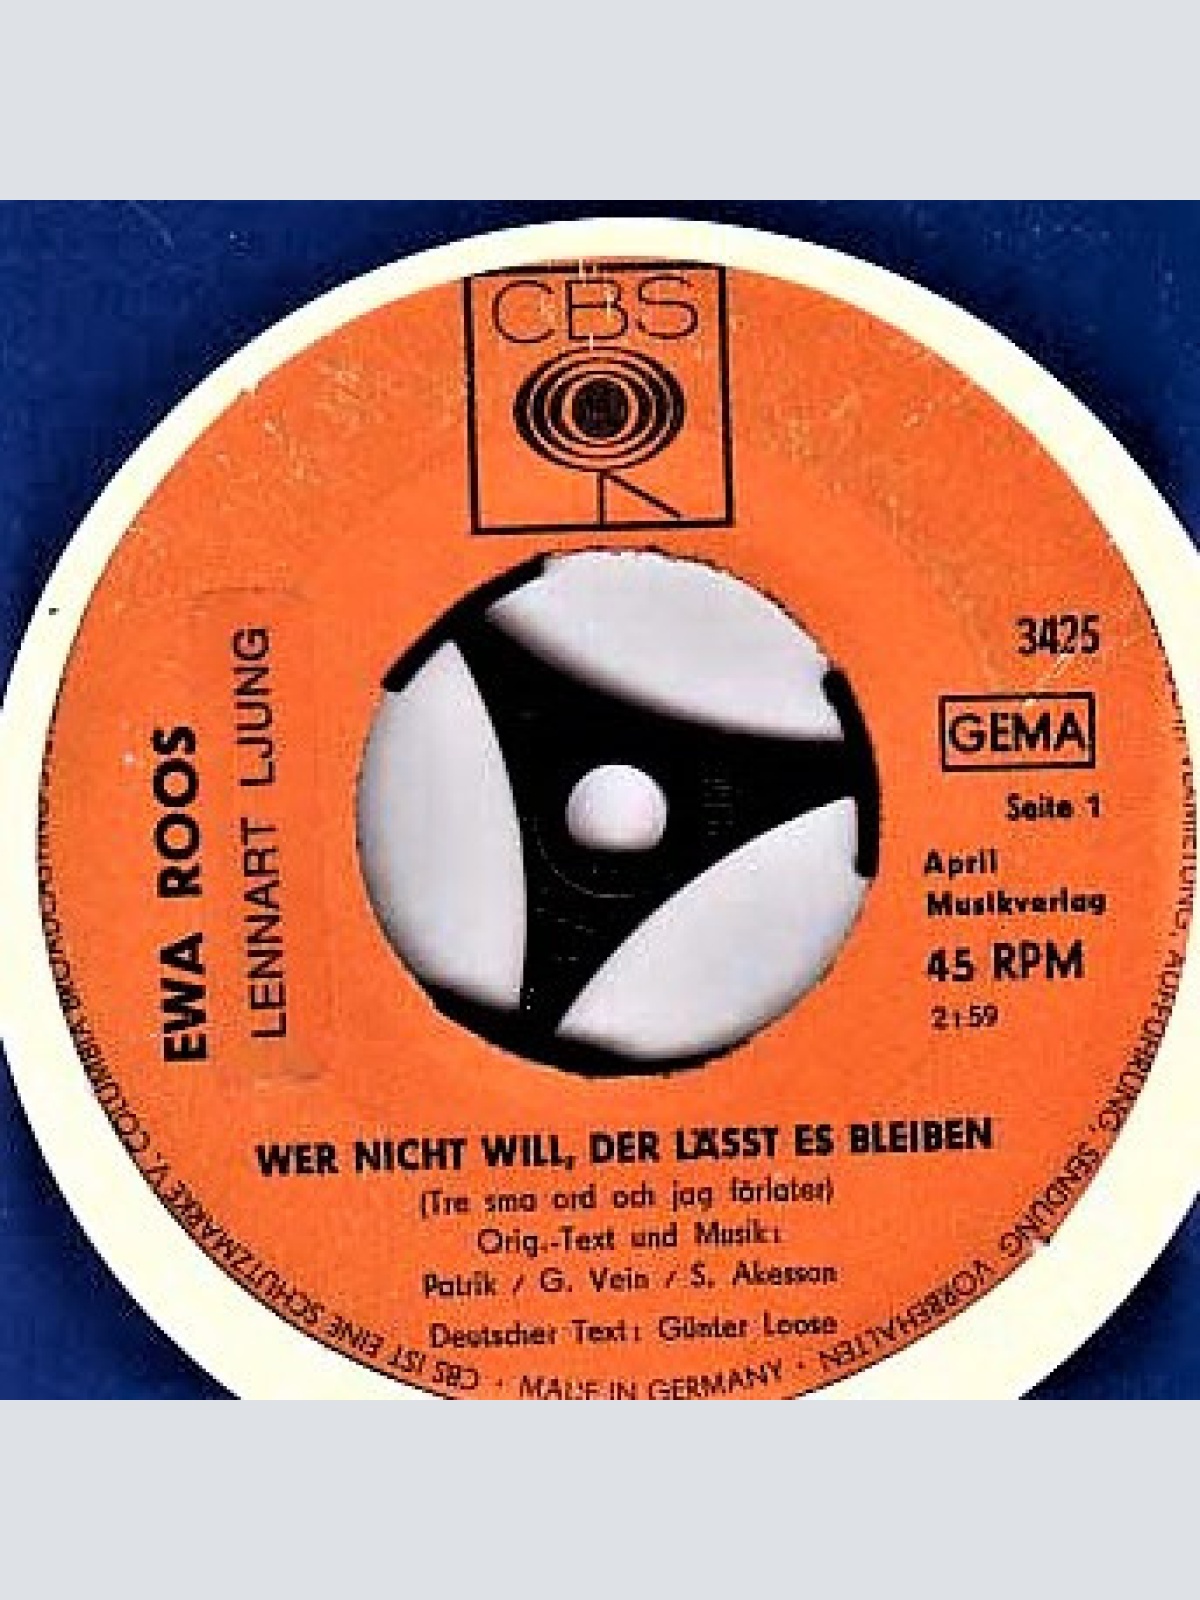 CBS
3425
GEMA
Seite 1
April
Musikverlag
45 RPM
2:59
EWA ROOS
LENNART LJUNG
WER NICHT WILL, DER LÄSST ES BLEIBEN
(Tre sma ord och jag förlater)
Orig.-Text und Musik:
Patrik / G. Vein / S. Akesson
Deutscher Text: Günter Loose
CBS IST EINE SCHUTZMARKE V. COLUMBIA · MADE IN GERMANY · VERMIETUNG, AUFFÜHRUNG, SENDUNG VORBEHALTEN